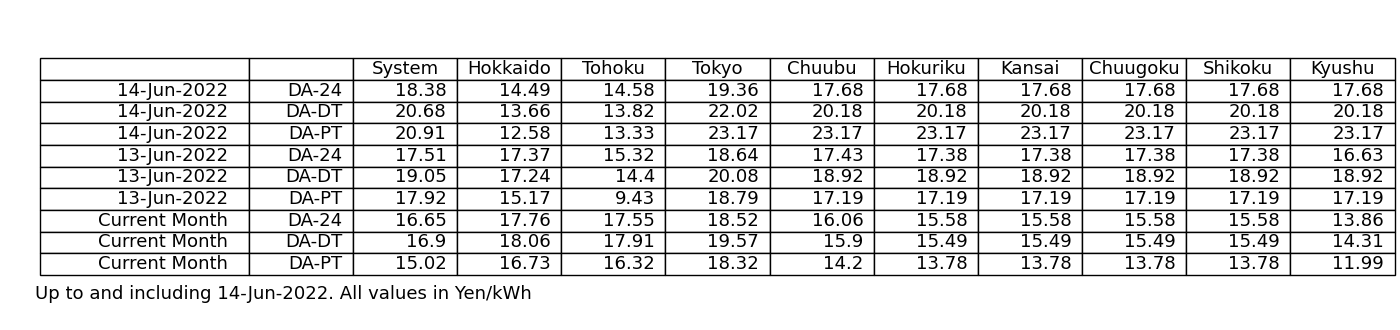 System Hokkaido Tohoku Tokyo Chuubu Hokuriku Kansai Chuugoku Shikoku Kyushu
14-Jun-2022 DA-24 18.38 14.49 14.58 19.36 17.68 17.68 17.68 17.68 17.68 17.68
14-Jun-2022 DA-DT 20.68 13.66 13.82 22.02 20.18 20.18 20.18 20.18 20.18 20.18
14-Jun-2022 DA-PT 20.91 12.58 13.33 23.17 23.17 23.17 23.17 23.17 23.17 23.17
13-Jun-2022 DA-24 17.51 17.37 15.32 18.64 17.43 17.38 17.38 17.38 17.38 16.63
13-Jun-2022 DA-DT 19.05 17.24 14.4 20.08 18.92 18.92 18.92 18.92 18.92 18.92
13-Jun-2022 DA-PT 17.92 15.17 9.43 18.79 17.19 17.19 17.19 17.19 17.19 17.19
Current Month DA-24 16.65 17.76 17.55 18.52 16.06 15.58 15.58 15.58 15.58 13.86
Current Month DA-DT 16.9 18.06 17.91 19.57 15.9 15.49 15.49 15.49 15.49 14.31
Current Month DA-PT 15.02 16.73 16.32 18.32 14.2 13.78 13.78 13.78 13.78 11.99
Up to and including 14-Jun-2022. All values in Yen/kWh